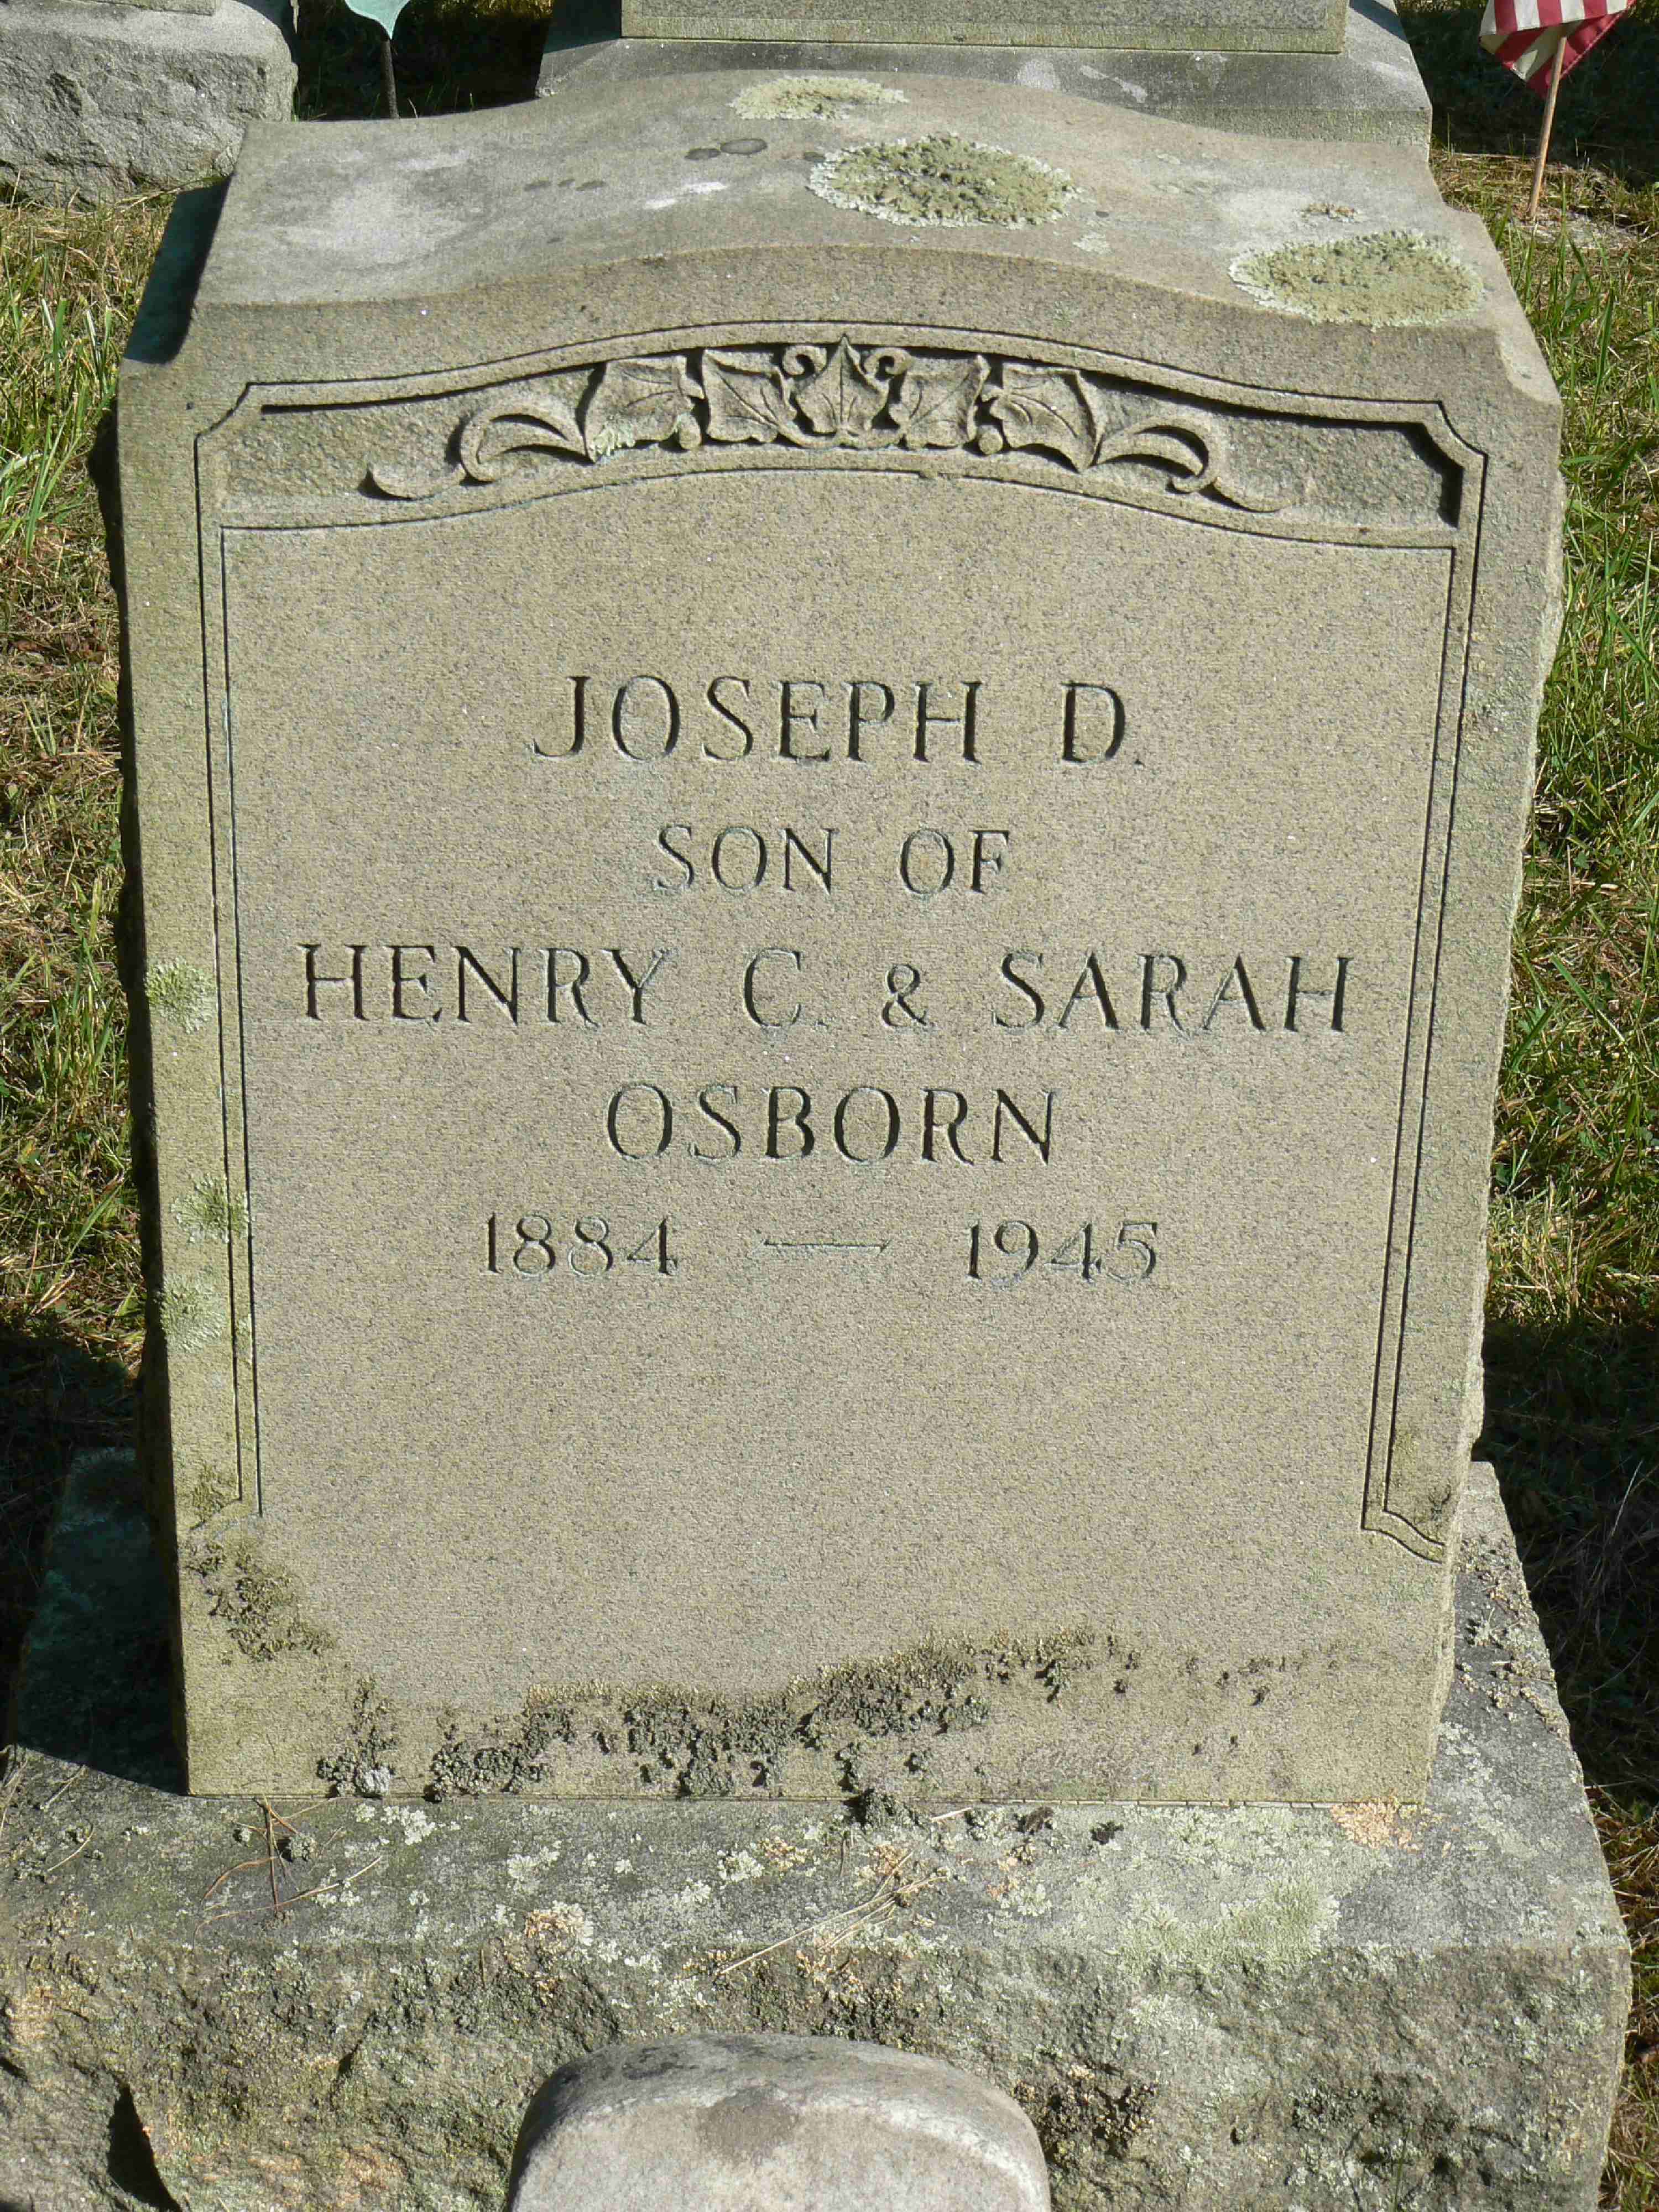 JOSEPH D.
SON OF
HENRY C. & SARAH
OSBORN
1884 — 1945